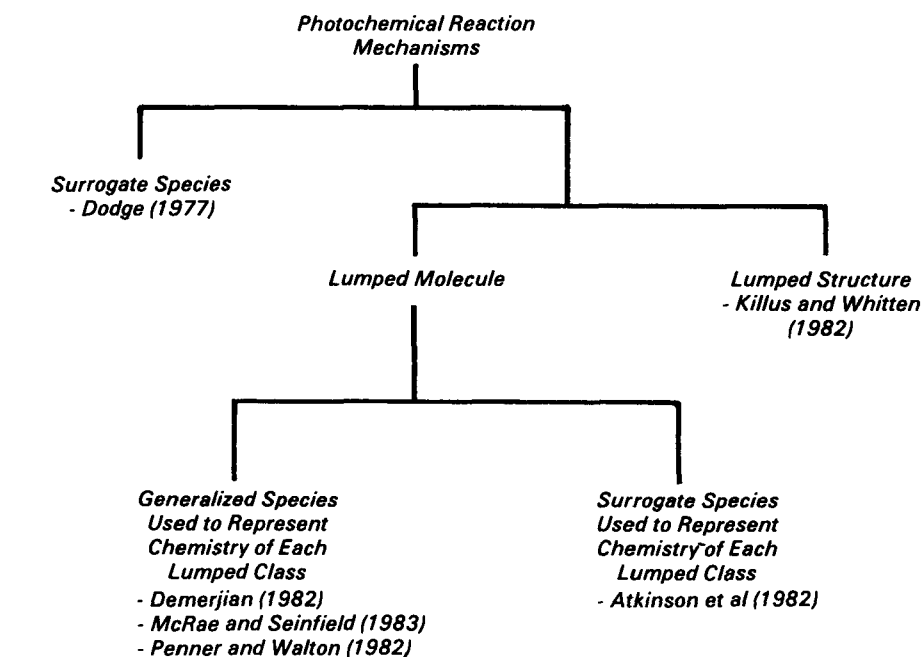 Photochemical Reaction
Mechanisms
Surrogate Species
- Dodge (1977)
Lumped Molecule
Lumped Structure
- Killus and Whitten
(1982)
Generalized Species
Used to Represent
Chemistry of Each
Lumped Class
- Demerjian (1982)
- McRae and Seinfield (1983)
- Penner and Walton (1982)
Surrogate Species
Used to Represent
Chemistry of Each
Lumped Class
- Atkinson et al (1982)